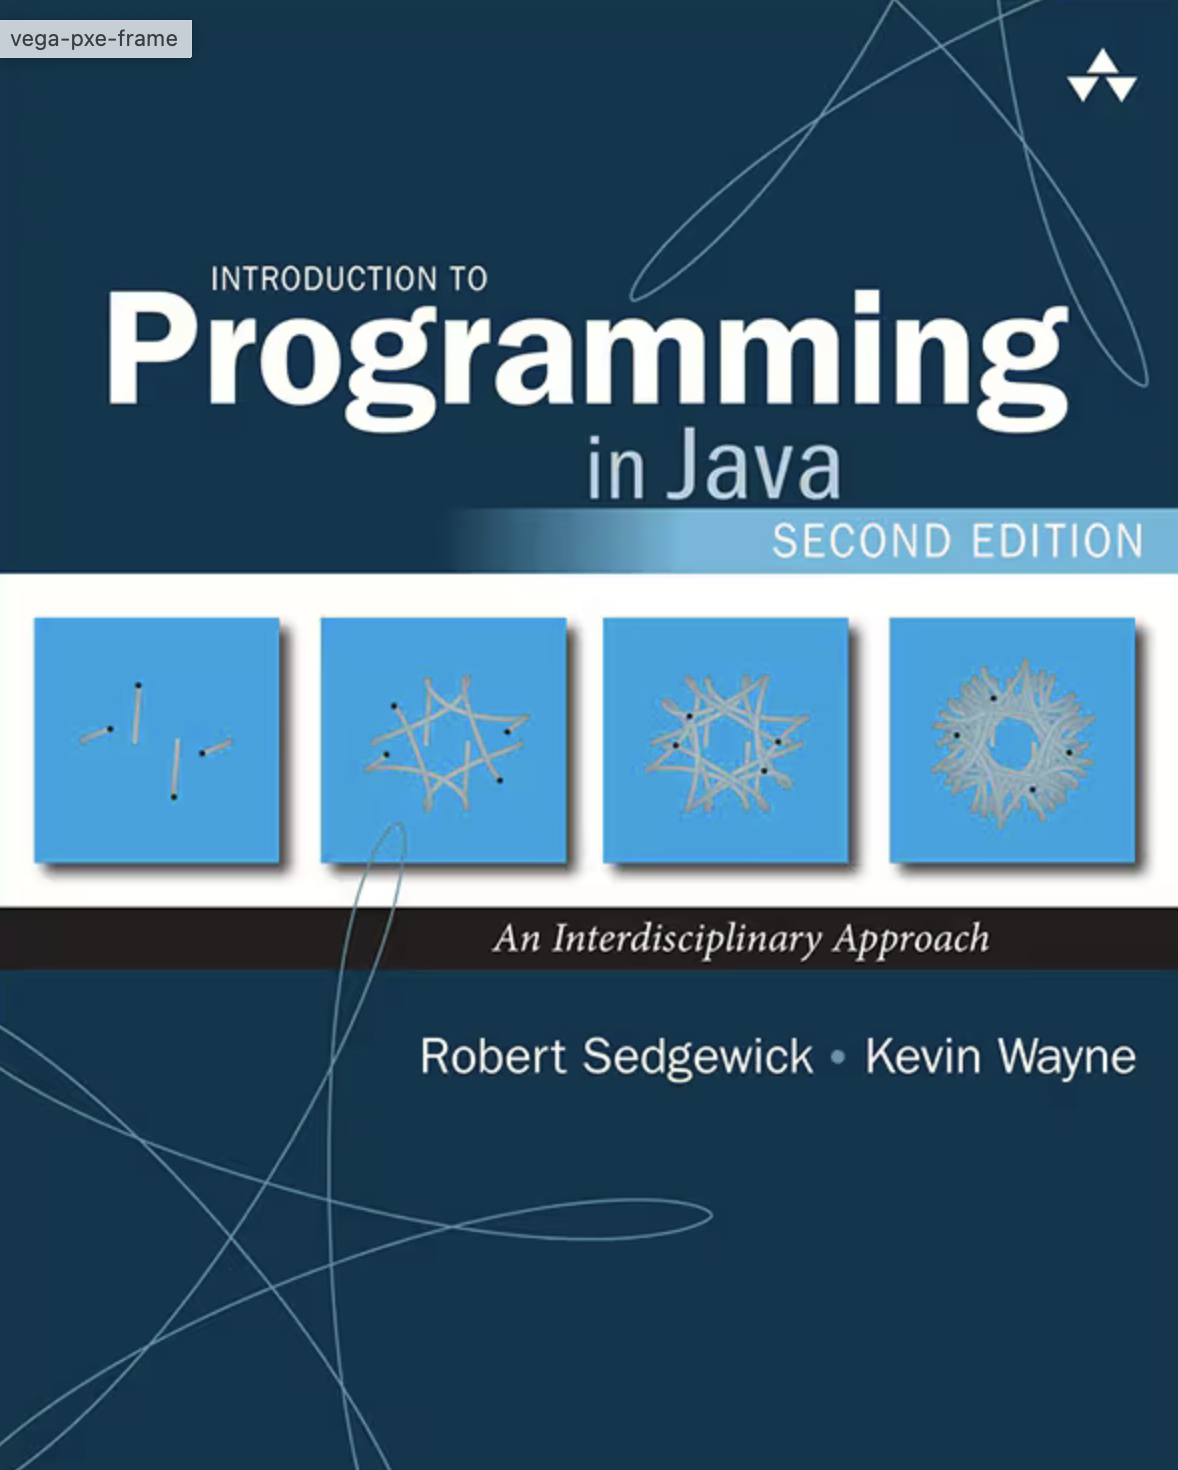 vega-pxe-frame
INTRODUCTION TO
Programming
in Java
SECOND EDITION
An Interdisciplinary Approach
Robert Sedgewick • Kevin Wayne